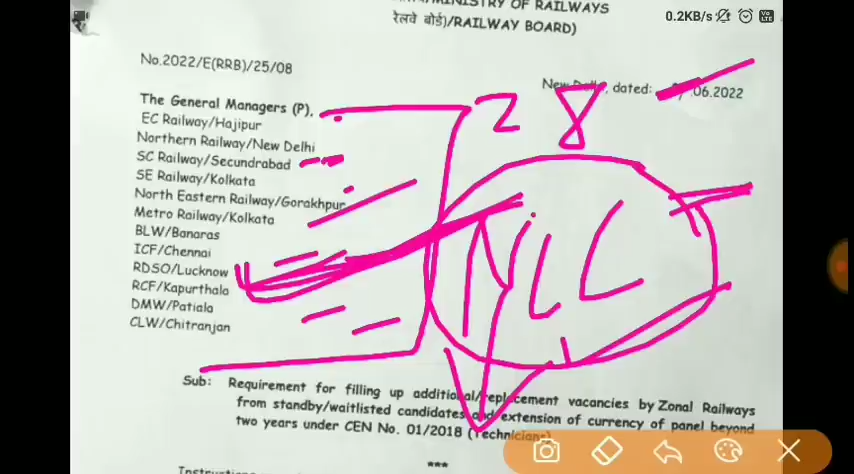 MINISTRY OF RAILWAYS
0.2KB/s
रेलवे बोर्ड)/RAILWAY BOARD)
No.2022/E(RRB)/25/08
New Delhi, dated: .06.2022
The General Managers (P),
EC Railway/Hajipur
Northern Railway/New Delhi
SC Railway/Secundrabad
SE Railway/Kolkata
North Eastern Railway/Gorakhpur
Metro Railway/Kolkata
BLW/Banaras
ICF/Chennai
RDSO/Lucknow
RCF/Kapurthala
DMW/Patiala
CLW/Chitranjan
28
Sub: Requirement for filling up additional/replacement vacancies by Zonal Railways
from standby/waitlisted candidates and extension of currency of panel beyond
two years under CEN No. 01/2018 (Technicians)
***